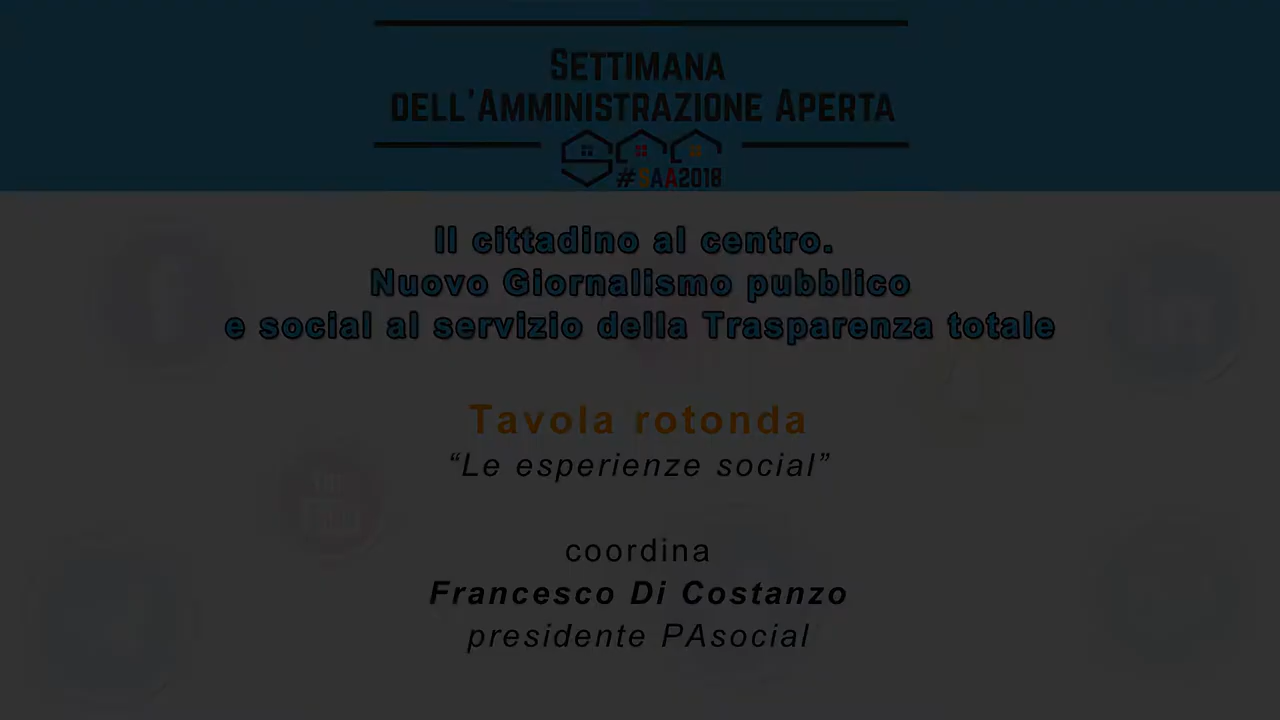 SETTIMANA
DELL'AMMINISTRAZIONE APERTA
#SAA2018
Il cittadino al centro.
Nuovo Giornalismo pubblico
e social al servizio della Trasparenza totale
Tavola rotonda
“Le esperienze social”
coordina
Francesco Di Costanzo
presidente PAsocial